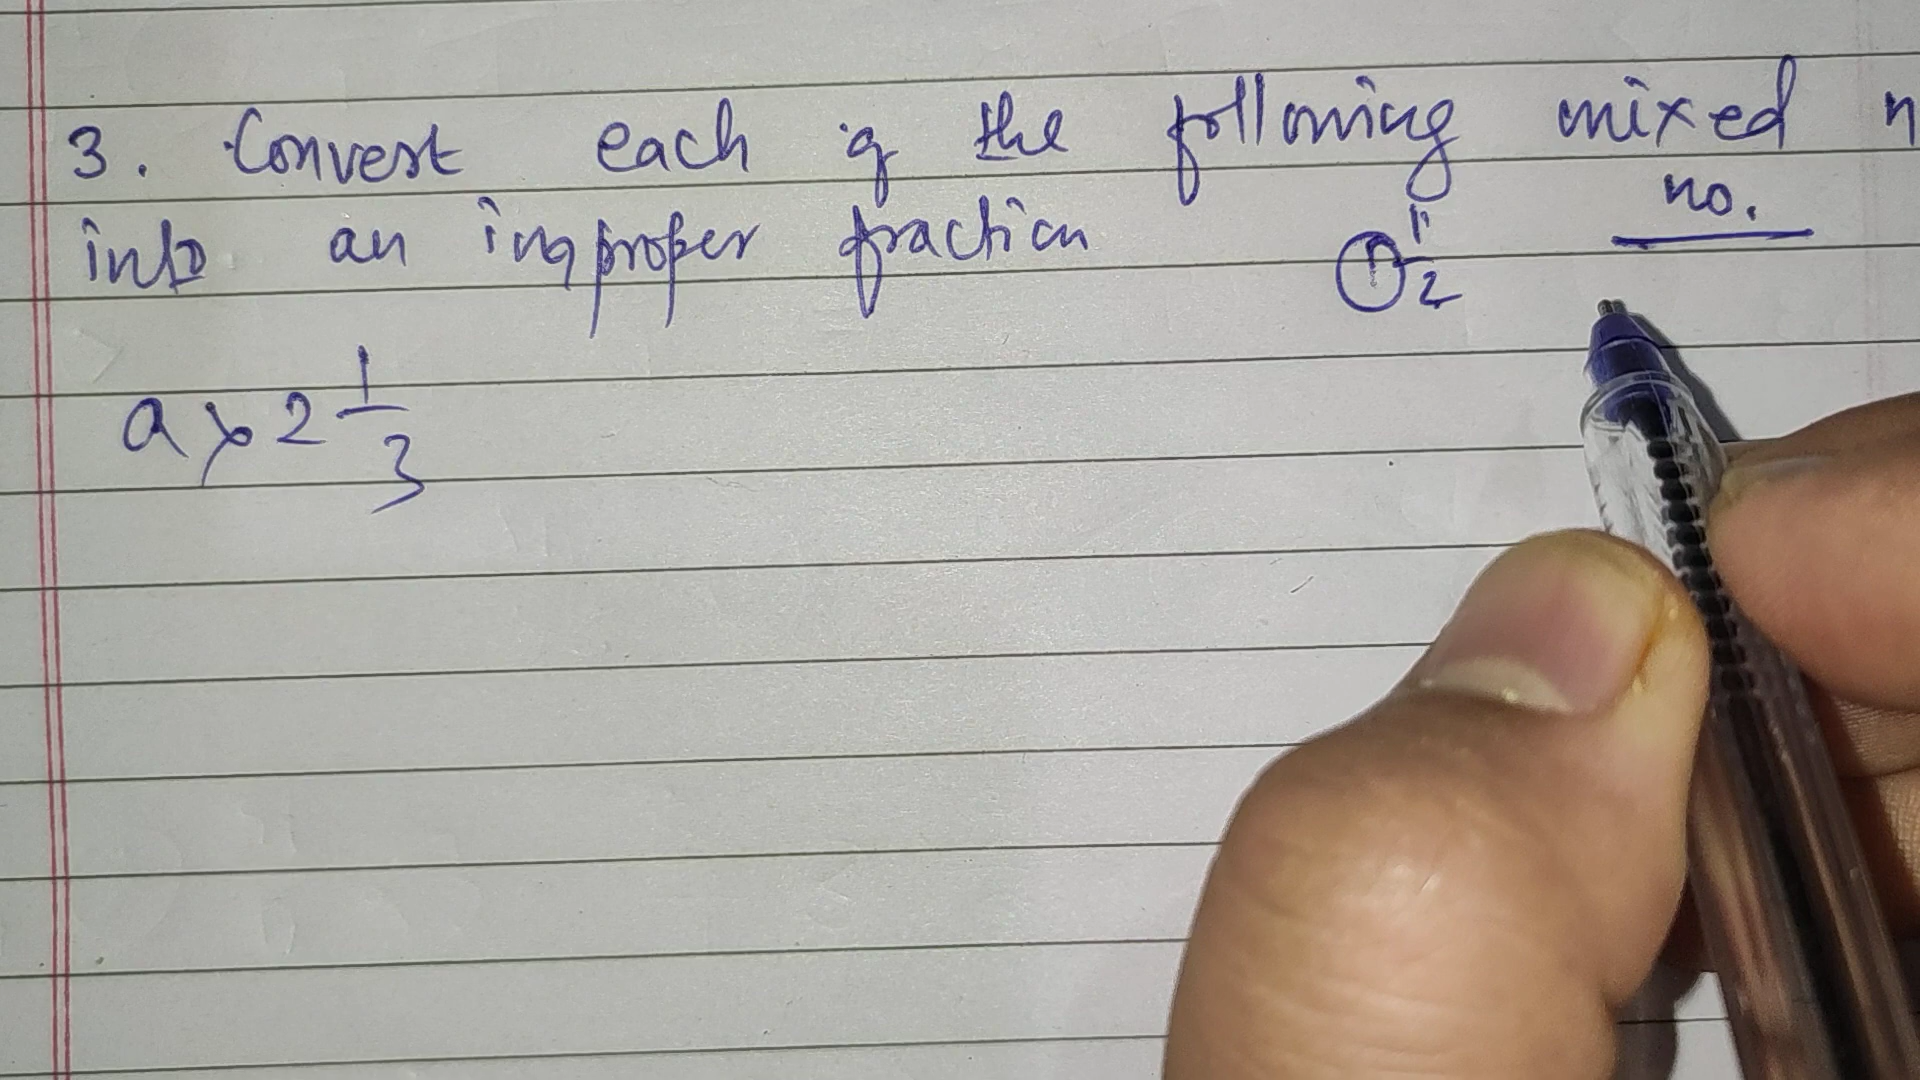 3. Convert each of the following mixed n
no.
into an improper fraction 1 1/2
a) 2 1/3